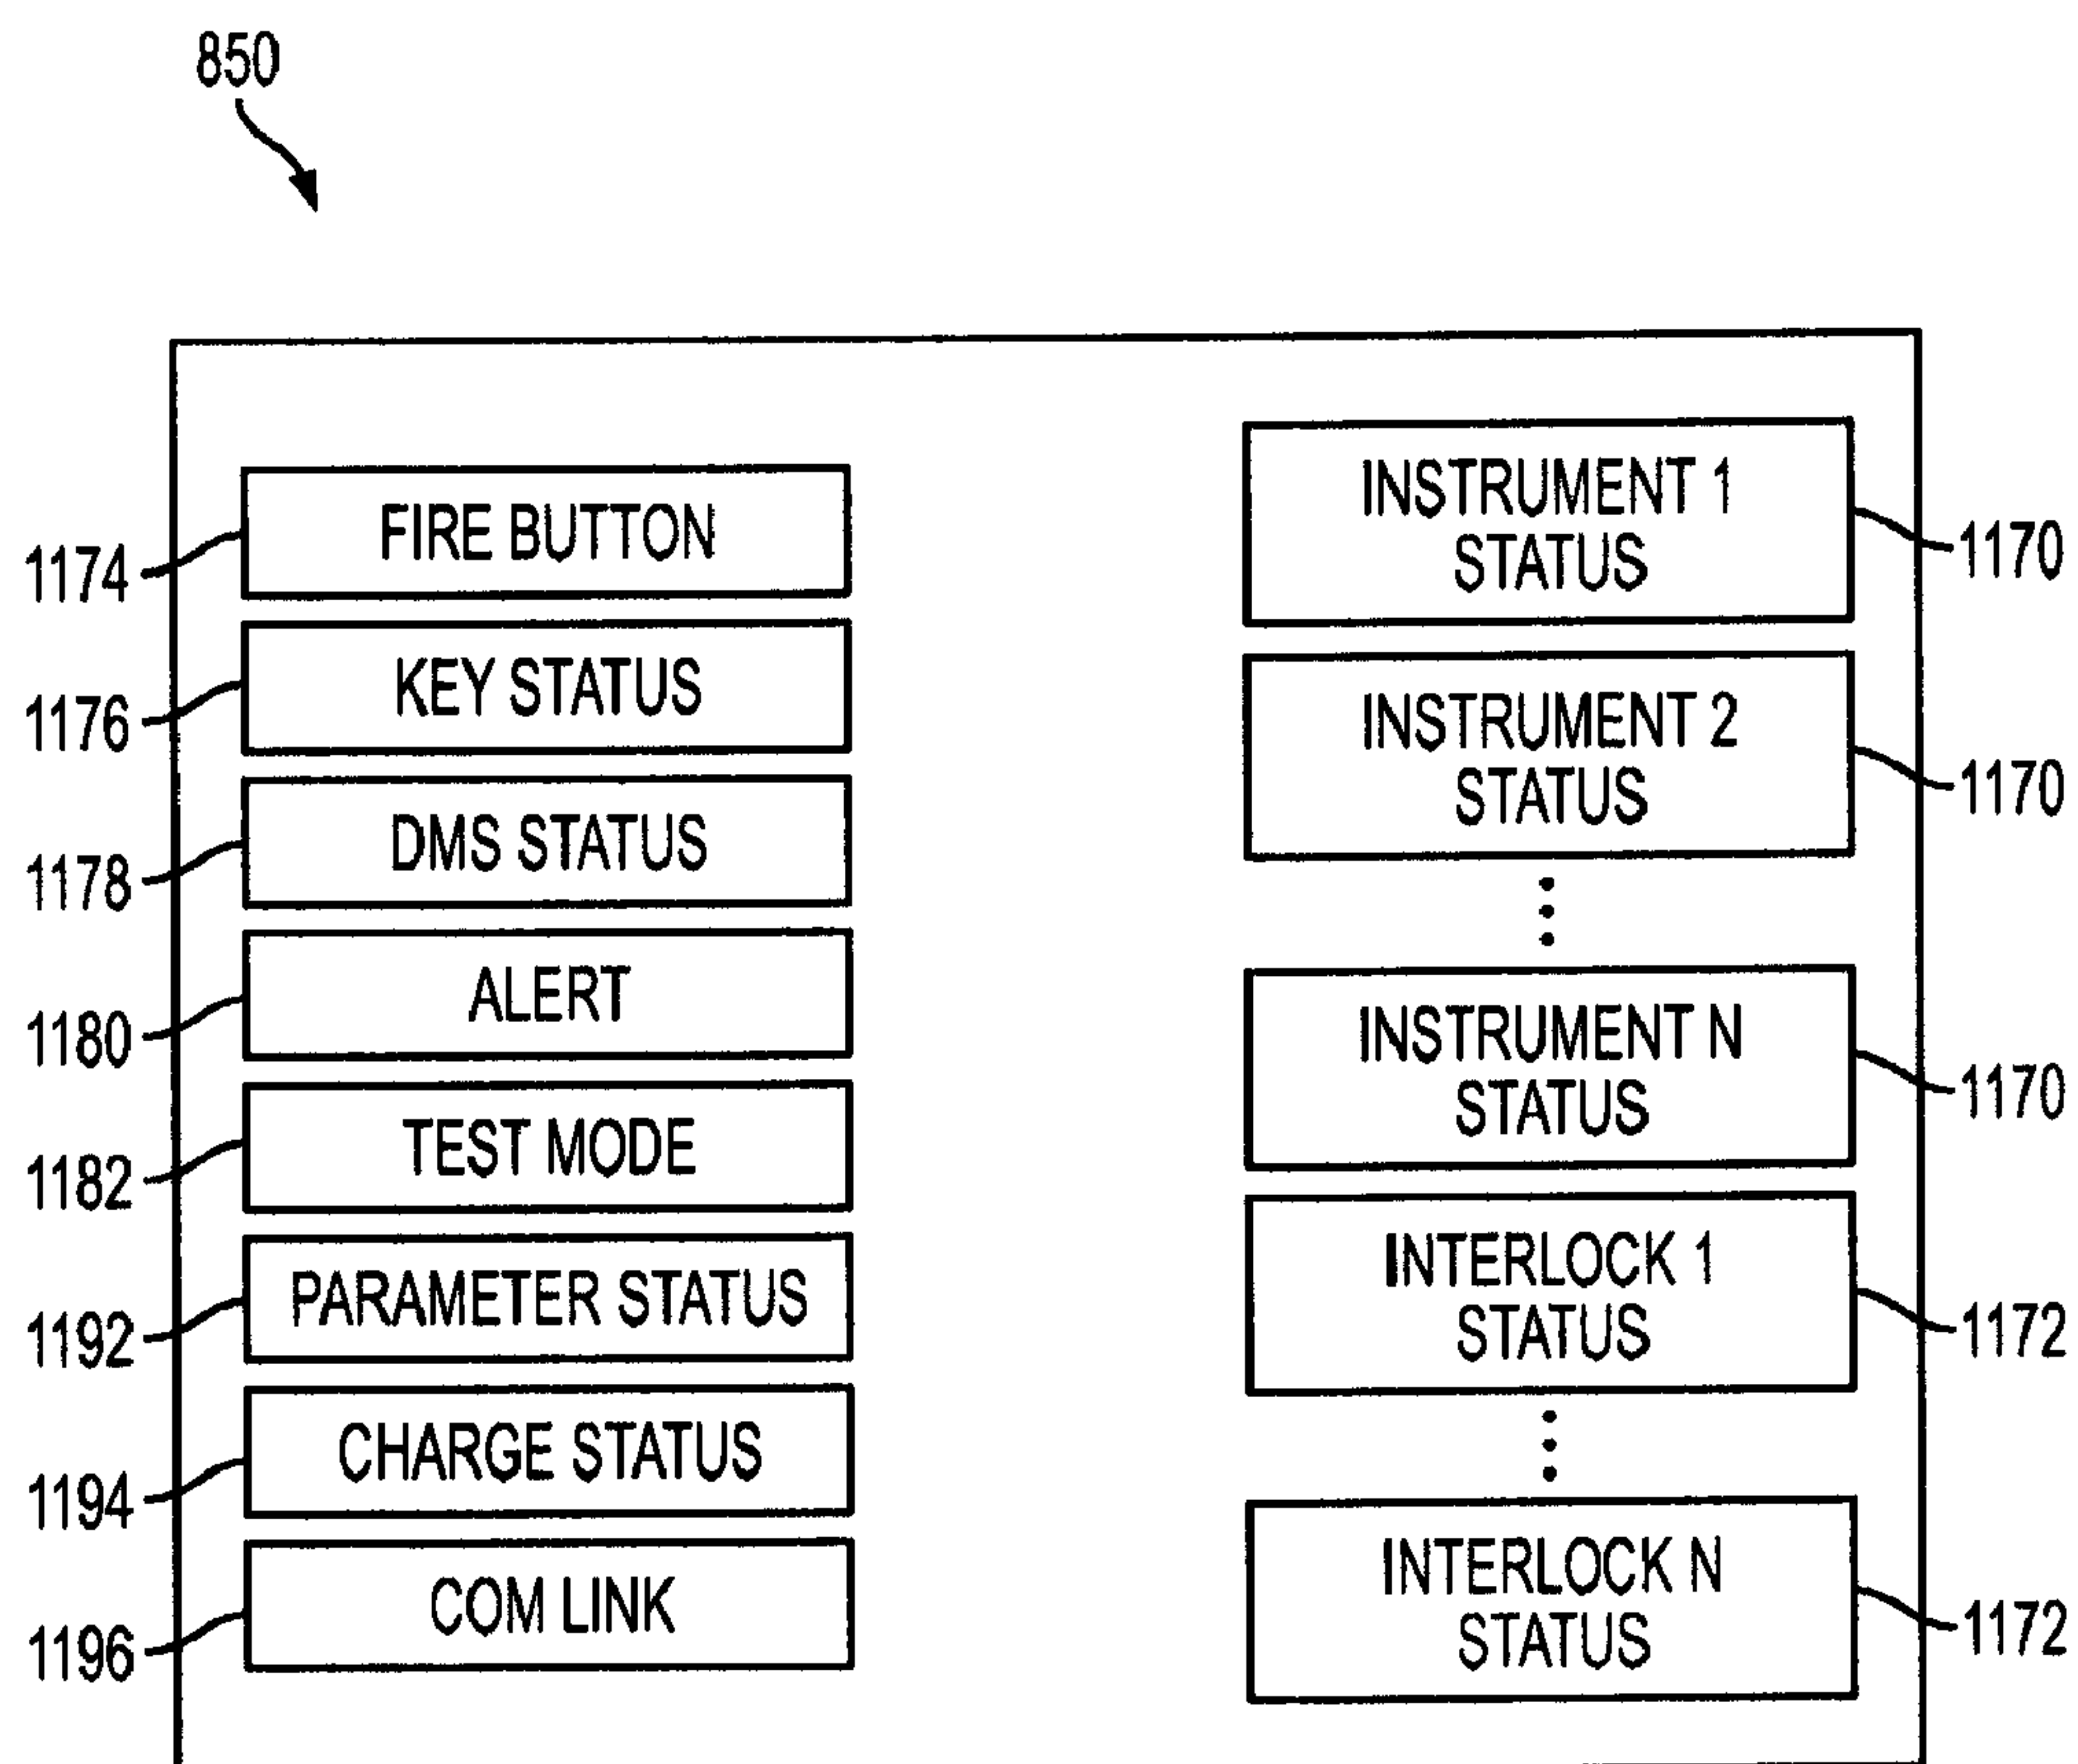 850
1174
FIRE BUTTON
1176
KEY STATUS
1178
DMS STATUS
1180
ALERT
1182
TEST MODE
1192
PARAMETER STATUS
1194
CHARGE STATUS
1196
COM LINK
INSTRUMENT 1
STATUS
1170
INSTRUMENT 2
STATUS
1170
INSTRUMENT N
STATUS
1170
INTERLOCK 1
STATUS
1172
INTERLOCK N
STATUS
1172